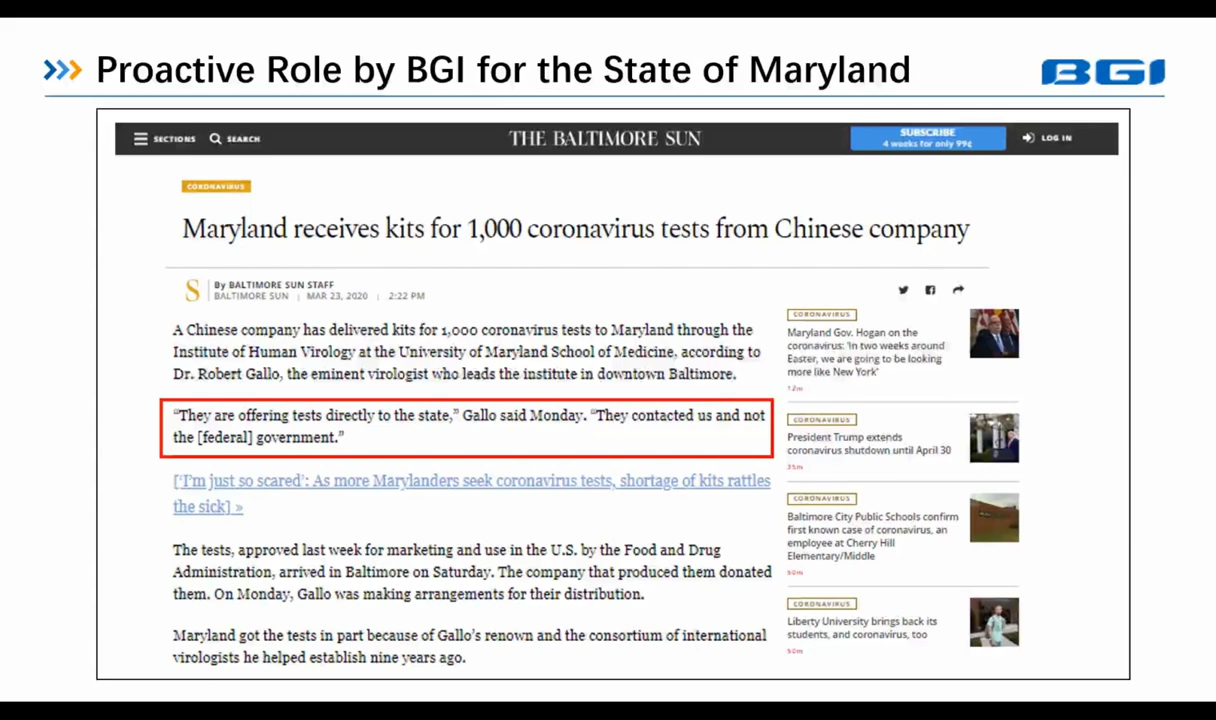 Proactive Role by BGI for the State of Maryland
BGI
SECTIONS SEARCH THE BALTIMORE SUN SUBSCRIBE
4 weeks for only 99¢
LOG IN
CORONAVIRUS
Maryland receives kits for 1,000 coronavirus tests from Chinese company
S
By BALTIMORE SUN STAFF
BALTIMORE SUN | MAR 23, 2020 | 2:22 PM
A Chinese company has delivered kits for 1,000 coronavirus tests to Maryland through the
Institute of Human Virology at the University of Maryland School of Medicine, according to
Dr. Robert Gallo, the eminent virologist who leads the institute in downtown Baltimore.
“They are offering tests directly to the state,” Gallo said Monday. “They contacted us and not
the [federal] government.”
[‘I’m just so scared’: As more Marylanders seek coronavirus tests, shortage of kits rattles
the sick] »
The tests, approved last week for marketing and use in the U.S. by the Food and Drug
Administration, arrived in Baltimore on Saturday. The company that produced them donated
them. On Monday, Gallo was making arrangements for their distribution.
Maryland got the tests in part because of Gallo’s renown and the consortium of international
virologists he helped establish nine years ago.
CORONAVIRUS
Maryland Gov. Hogan on the
coronavirus: ‘In two weeks around
Easter, we are going to be looking
more like New York’
12m
CORONAVIRUS
President Trump extends
coronavirus shutdown until April 30
CORONAVIRUS
Baltimore City Public Schools confirm
first known case of coronavirus, an
employee at Cherry Hill
Elementary/Middle
CORONAVIRUS
Liberty University brings back its
students, and coronavirus, too